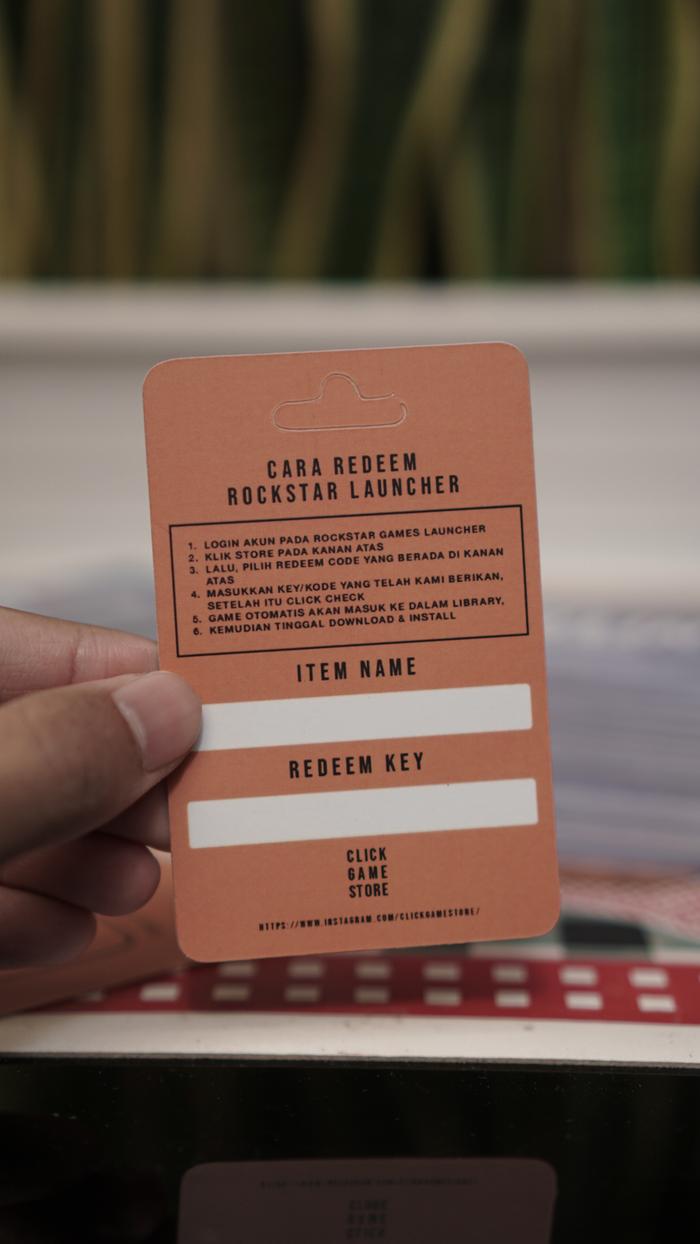 CARA REDEEM
ROCKSTAR LAUNCHER
1. LOGIN AKUN PADA ROCKSTAR GAMES LAUNCHER
2. KLIK STORE PADA KANAN ATAS
3. LALU, PILIH REDEEM CODE YANG BERADA DI KANAN
ATAS
4. MASUKKAN KEY/KODE YANG TELAH KAMI BERIKAN,
SETELAH ITU CLICK CHECK
5. GAME OTOMATIS AKAN MASUK KE DALAM LIBRARY,
6. KEMUDIAN TINGGAL DOWNLOAD & INSTALL
ITEM NAME
REDEEM KEY
CLICK
GAME
STORE
HTTPS://WWW.INSTAGRAM.COM/CLICKGAMESTORE/